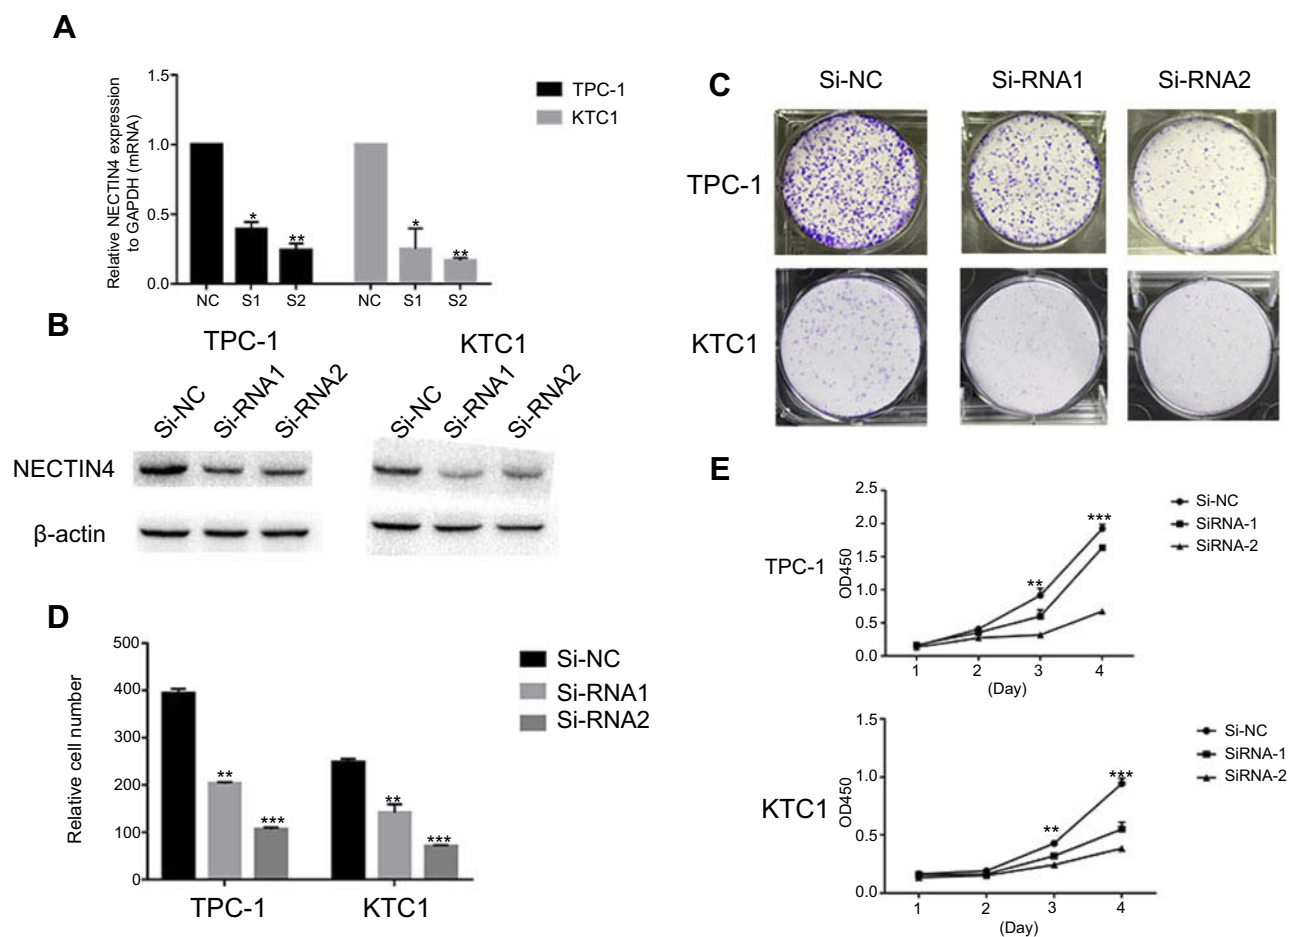 A
Relative NECTIN4 expression
to GAPDH (mRNA)
1.5
1.0
0.5
0.0
*
**
*
**
NC S1 S2 NC S1 S2
TPC-1
KTC1
B
TPC-1 KTC1
Si-NC Si-RNA1 Si-RNA2 Si-NC Si-RNA1 Si-RNA2
NECTIN4
β-actin
C
Si-NC Si-RNA1 Si-RNA2
TPC-1
KTC1
D
Relative cell number
500
400
300
200
100
0
**
***
**
***
TPC-1 KTC1
Si-NC
Si-RNA1
Si-RNA2
E
TPC-1
OD450
2.5
2.0
1.5
1.0
0.5
0.0
**
***
1 2 3 4
(Day)
Si-NC
SiRNA-1
SiRNA-2
KTC1
OD450
1.5
1.0
0.5
0.0
**
***
1 2 3 4
(Day)
Si-NC
SiRNA-1
SiRNA-2